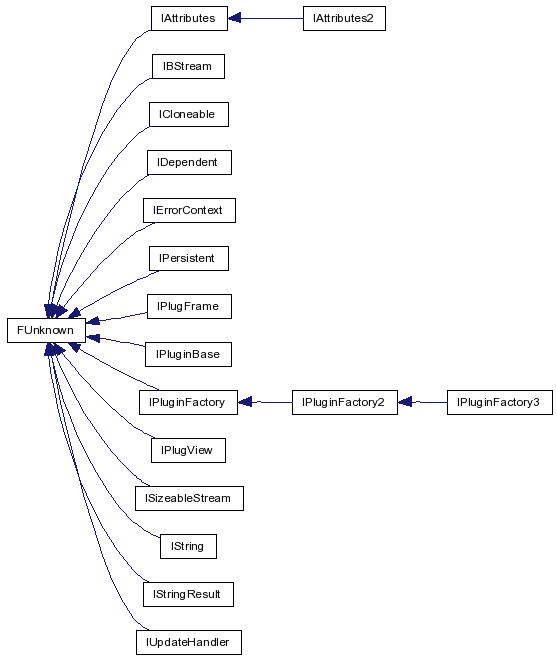 IAttributes
IAttributes2
IBStream
ICloneable
IDependent
IErrorContext
IPersistent
IPlugFrame
FUnknown
IPluginBase
IPluginFactory
IPluginFactory2
IPluginFactory3
IPlugView
ISizeableStream
IString
IStringResult
IUpdateHandler